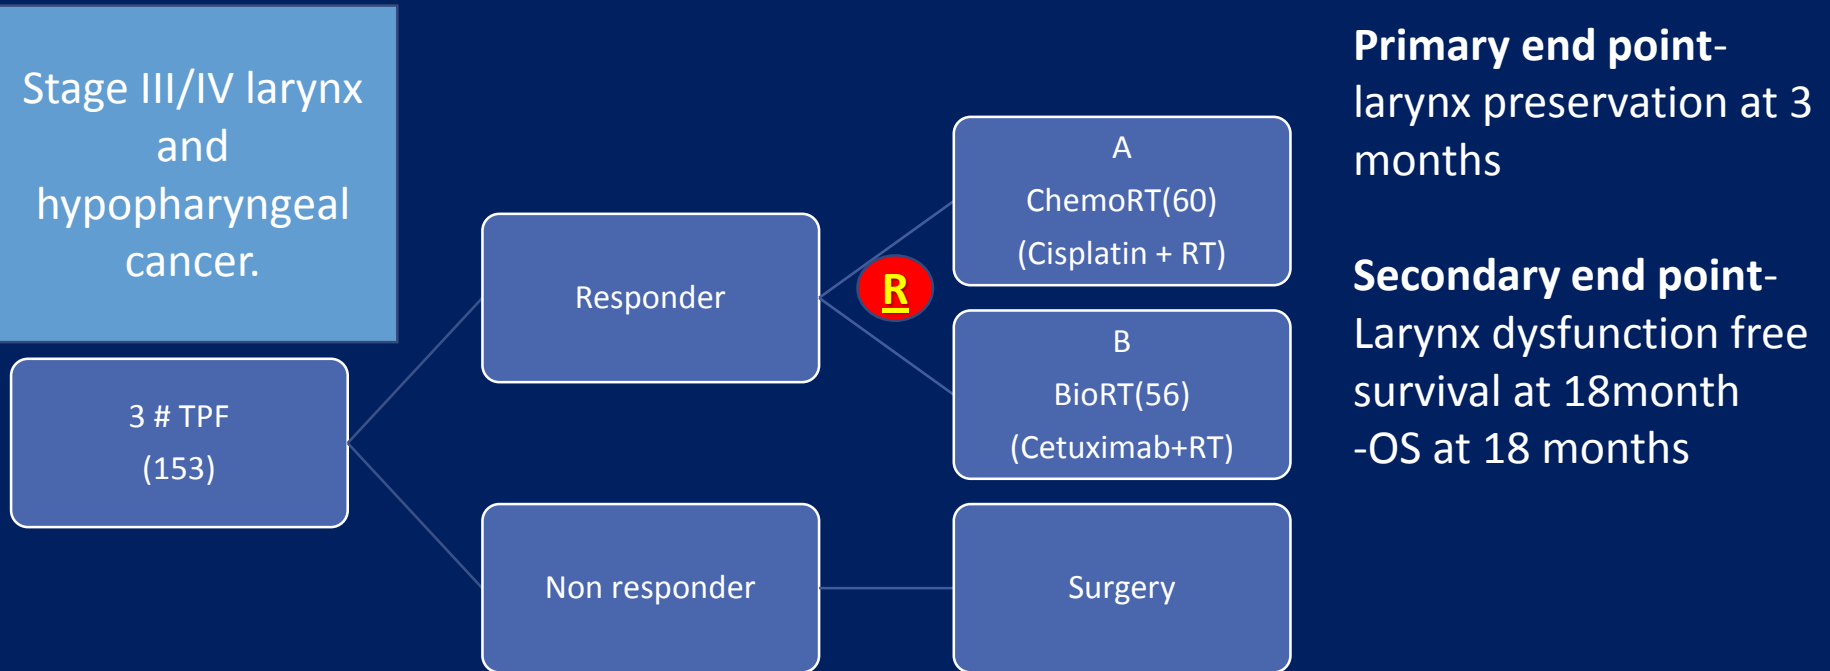 Stage III/IV larynx
and
hypopharyngeal
cancer.
3 # TPF
(153)
Responder
Non responder
R
A
ChemoRT(60)
(Cisplatin + RT)
B
BioRT(56)
(Cetuximab+RT)
Surgery
Primary end point-
larynx preservation at 3
months
Secondary end point-
Larynx dysfunction free
survival at 18month
-OS at 18 months